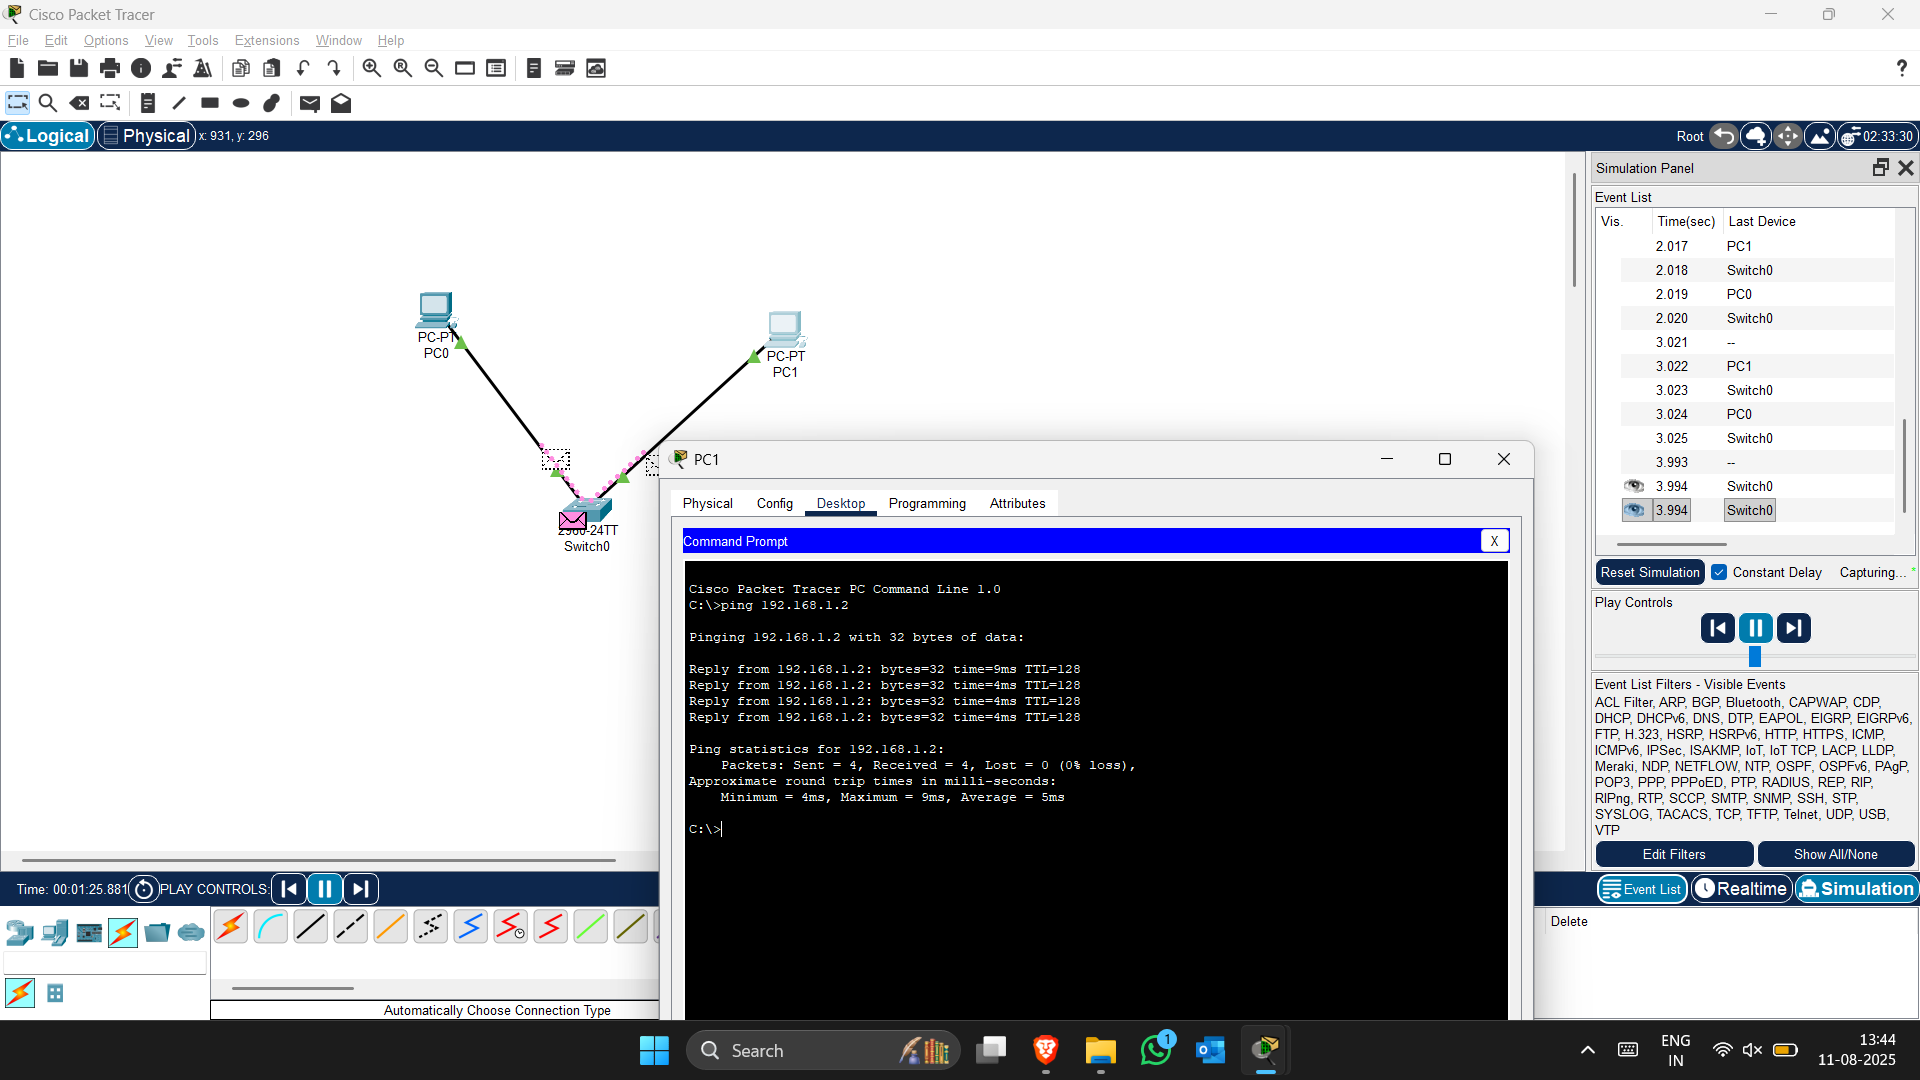 Cisco Packet Tracer
File Edit Options View Tools Extensions Window Help
?
Logical Physical x: 931, y: 296
Root 02:33:30
PC-PT
PC0
PC-PT
PC1
2960-24TT
Switch0
Simulation Panel
Event List
Vis. Time(sec) Last Device
2.017 PC1
2.018 Switch0
2.019 PC0
2.020 Switch0
3.021 --
3.022 PC1
3.023 Switch0
3.024 PC0
3.025 Switch0
3.993 --
3.994 Switch0
3.994 Switch0
Reset Simulation Constant Delay Capturing...
Play Controls
Event List Filters - Visible Events
ACL Filter, ARP, BGP, Bluetooth, CAPWAP, CDP,
DHCP, DHCPv6, DNS, DTP, EAPOL, EIGRP, EIGRPv6,
FTP, H.323, HSRP, HSRPv6, HTTP, HTTPS, ICMP,
ICMPv6, IPSec, ISAKMP, IoT, IoT TCP, LACP, LLDP,
Meraki, NDP, NETFLOW, NTP, OSPF, OSPFv6, PAgP,
POP3, PPP, PPPoED, PTP, RADIUS, REP, RIP,
RIPng, RTP, SCCP, SMTP, SNMP, SSH, STP,
SYSLOG, TACACS, TCP, TFTP, Telnet, UDP, USB,
VTP
Edit Filters Show All/None
Event List Realtime Simulation
Delete
PC1
Physical Config Desktop Programming Attributes
Command Prompt X
Cisco Packet Tracer PC Command Line 1.0
C:\>ping 192.168.1.2
Pinging 192.168.1.2 with 32 bytes of data:
Reply from 192.168.1.2: bytes=32 time=9ms TTL=128
Reply from 192.168.1.2: bytes=32 time=4ms TTL=128
Reply from 192.168.1.2: bytes=32 time=4ms TTL=128
Reply from 192.168.1.2: bytes=32 time=4ms TTL=128
Ping statistics for 192.168.1.2:
Packets: Sent = 4, Received = 4, Lost = 0 (0% loss),
Approximate round trip times in milli-seconds:
Minimum = 4ms, Maximum = 9ms, Average = 5ms
C:\>
Time: 00:01:25.881 PLAY CONTROLS:
Automatically Choose Connection Type
Search
1
ENG
IN
13:44
11-08-2025